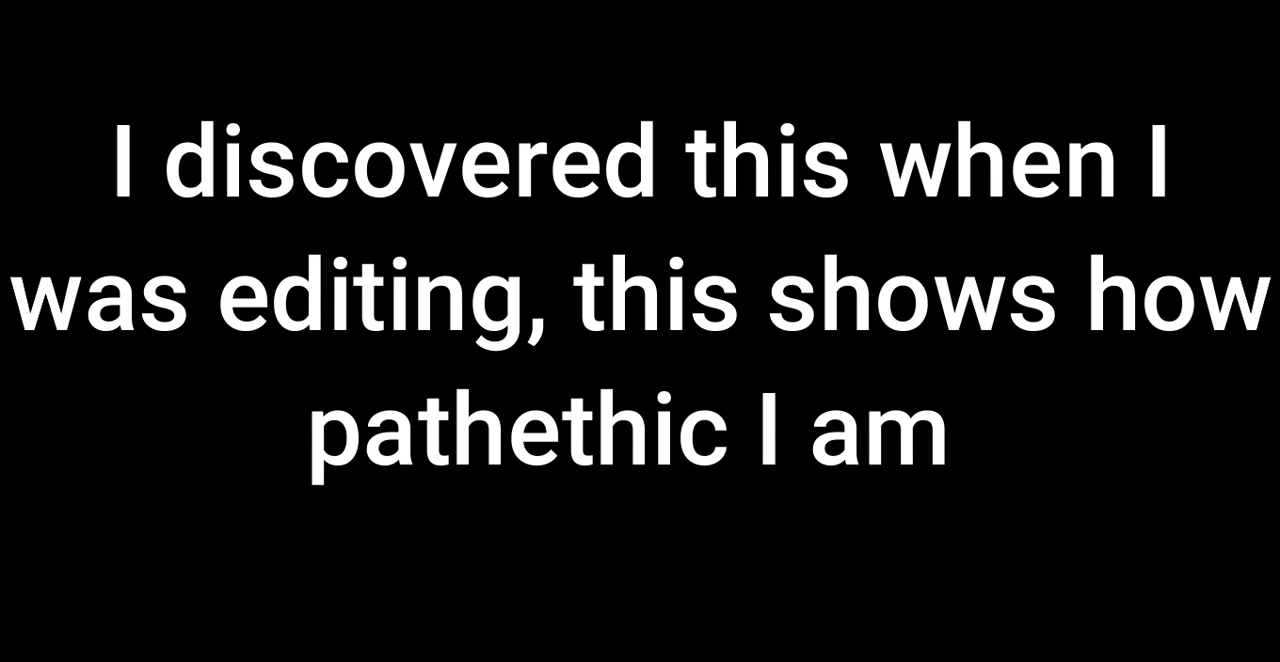 I discovered this when I
was editing, this shows how
pathethic I am